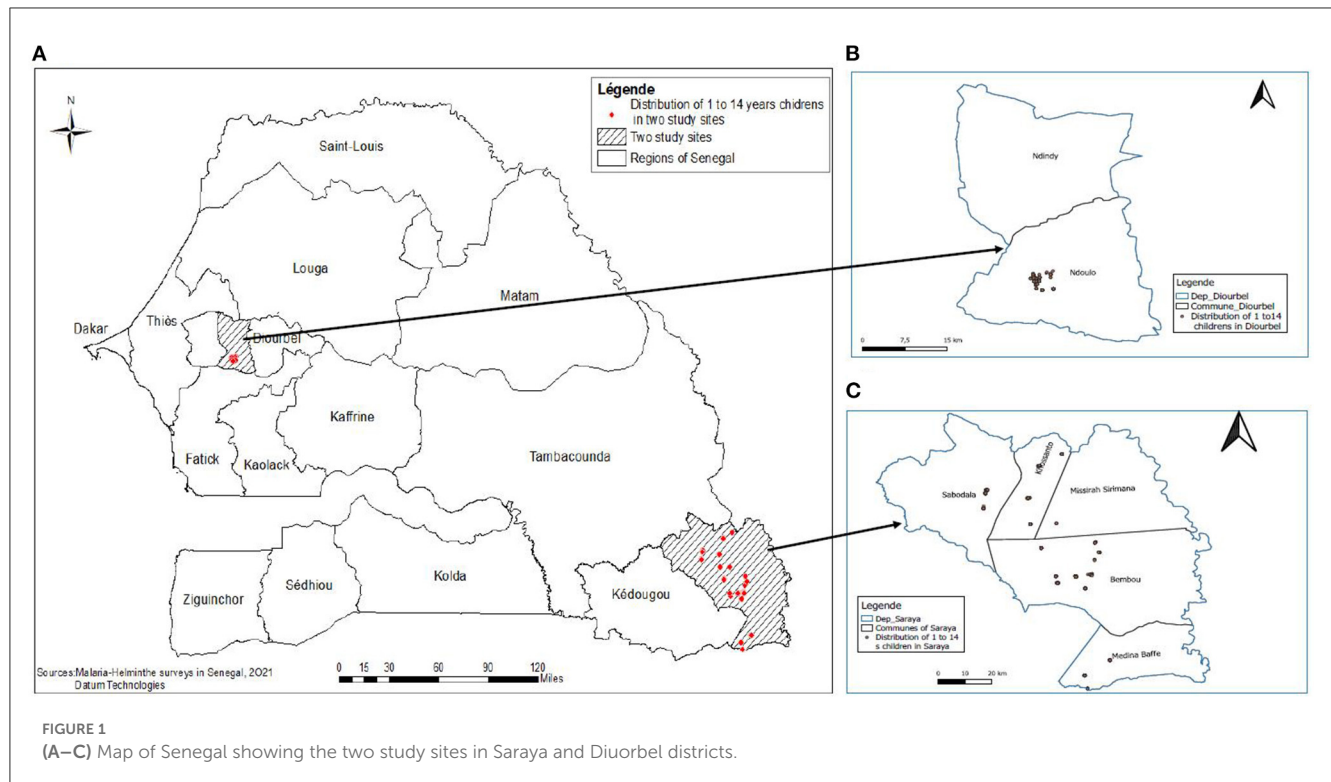 A
N
Légende
Distribution of 1 to 14 years chidrens
in two study sites
Two study sites
Regions of Senegal
Saint-Louis
Louga
Matam
Thiès
Dakar
Diourbel
Kaffrine
Fatick
Kaolack
Tambacounda
Kolda
Sédhiou
Ziguinchor
Kédougou
Sources:Malaria-Helminthe surveys in Senegal, 2021
Datum Technologies
0 15 30 60 90 120
Miles
B
Ndindy
Ndoulo
Legende
Dep_Diourbel
Commune_Diourbel
Distribution of 1 to14
childrens in Diourbel
0 7,5 15 km
C
Khossanto
Sabodala
Missirah Sirimana
Bembou
Medina Baffe
Legende
Dep_Saraya
Communes of Saraya
Distribution of 1 to 14
s children in Saraya
0 10 20 km
FIGURE 1
(A–C) Map of Senegal showing the two study sites in Saraya and Diuorbel districts.